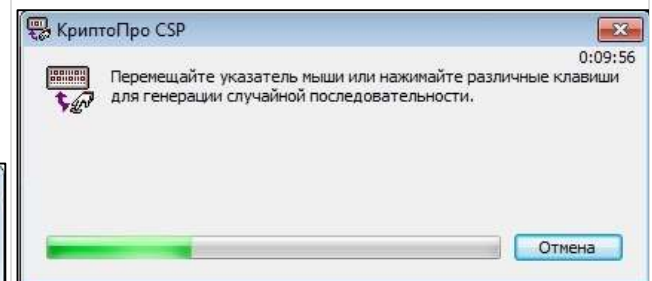 КриптоПро CSP
0:09:56
Перемещайте указатель мыши или нажимайте различные клавиши
для генерации случайной последовательности.
Отмена